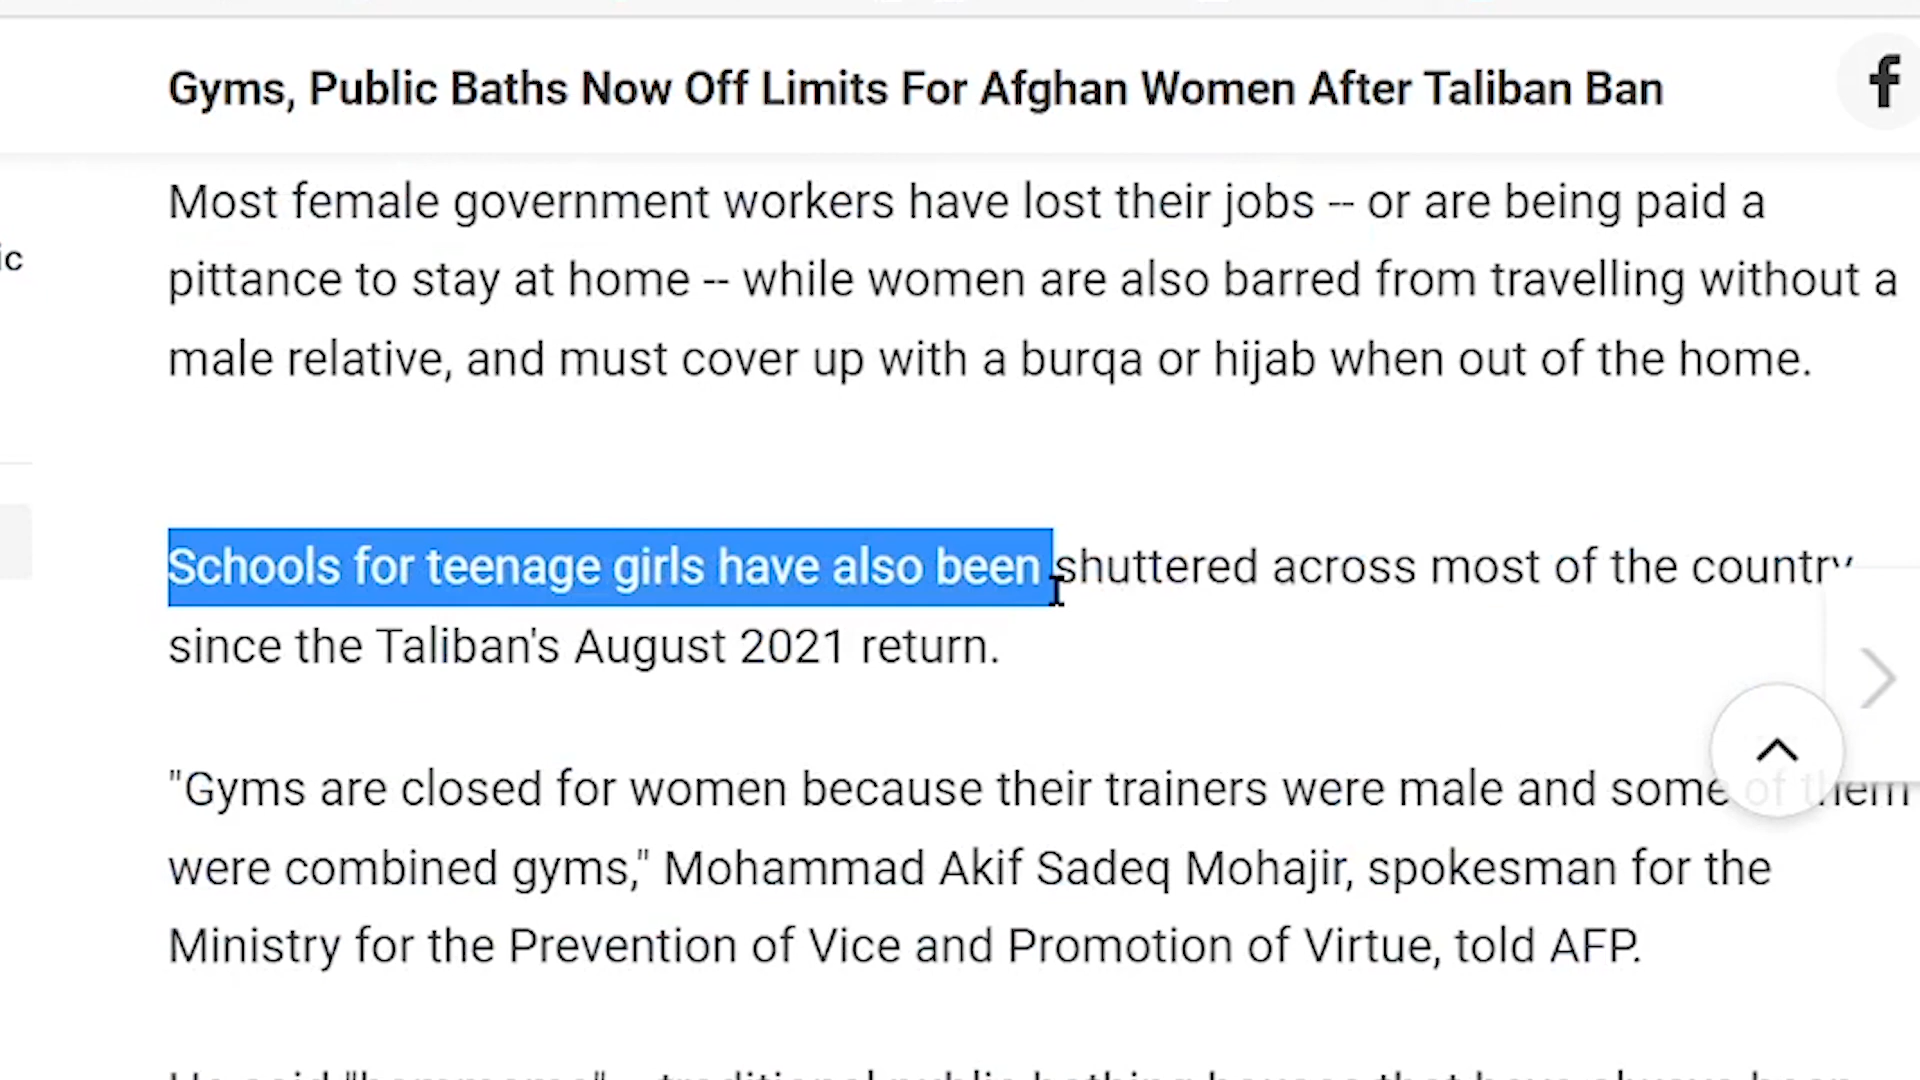 Gyms, Public Baths Now Off Limits For Afghan Women After Taliban Ban
Most female government workers have lost their jobs -- or are being paid a
ic
pittance to stay at home -- while women are also barred from travelling without a
male relative, and must cover up with a burqa or hijab when out of the home.
Schools for teenage girls have also been shuttered across most of the country
since the Taliban's August 2021 return.
"Gyms are closed for women because their trainers were male and some of them
were combined gyms," Mohammad Akif Sadeq Mohajir, spokesman for the
Ministry for the Prevention of Vice and Promotion of Virtue, told AFP.